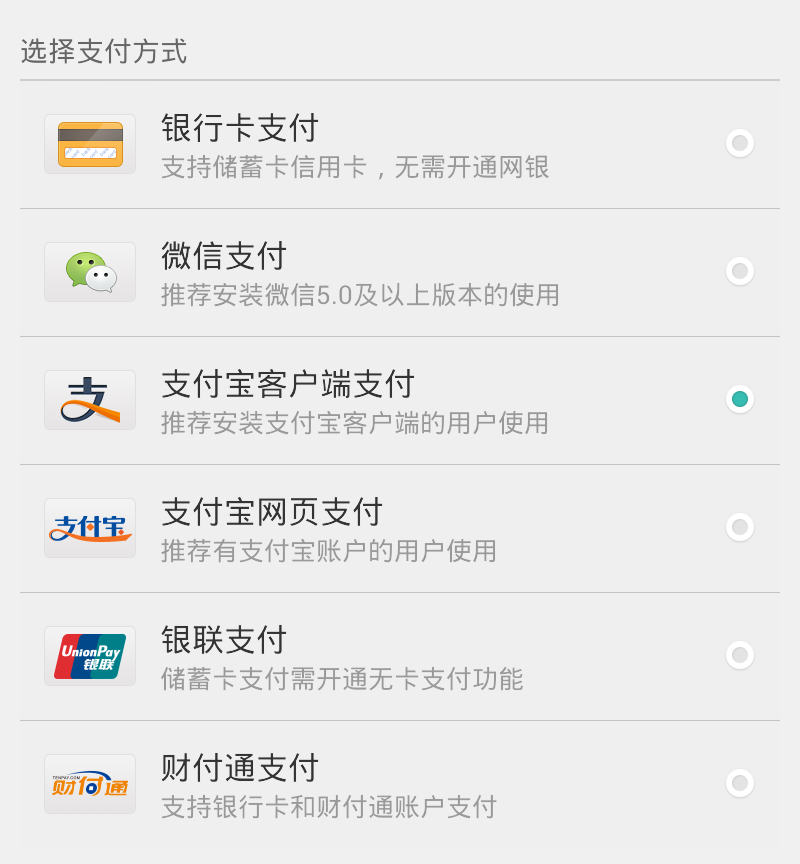 选择支付方式
银行卡支付
支持储蓄卡信用卡，无需开通网银
微信支付
推荐安装微信5.0及以上版本的使用
支
支付宝客户端支付
推荐安装支付宝客户端的用户使用
支付宝
支付宝网页支付
推荐有支付宝账户的用户使用
UnionPay
银联
银联支付
储蓄卡支付需开通无卡支付功能
TENPAY.COM
财付通
财付通支付
支持银行卡和财付通账户支付